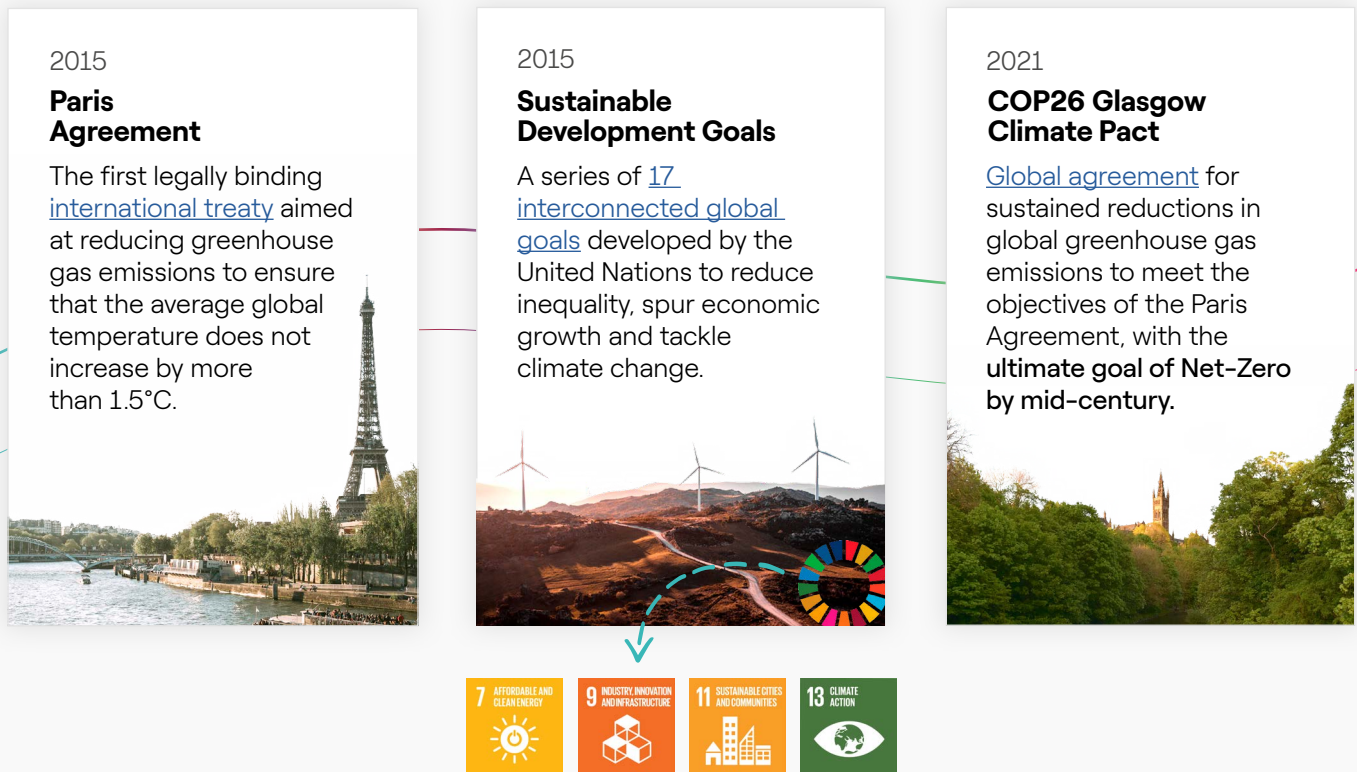 2015
Paris
Agreement
The first legally binding
international treaty aimed
at reducing greenhouse
gas emissions to ensure
that the average global
temperature does not
increase by more
than 1.5°C.
2015
Sustainable
Development Goals
A series of 17
interconnected global
goals developed by the
United Nations to reduce
inequality, spur economic
growth and tackle
climate change.
2021
COP26 Glasgow
Climate Pact
Global agreement for
sustained reductions in
global greenhouse gas
emissions to meet the
objectives of the Paris
Agreement, with the
ultimate goal of Net-Zero
by mid-century.
7 AFFORDABLE AND
CLEAN ENERGY
9 INDUSTRY, INNOVATION
AND INFRASTRUCTURE
11 SUSTAINABLE CITIES
AND COMMUNITIES
13 CLIMATE
ACTION